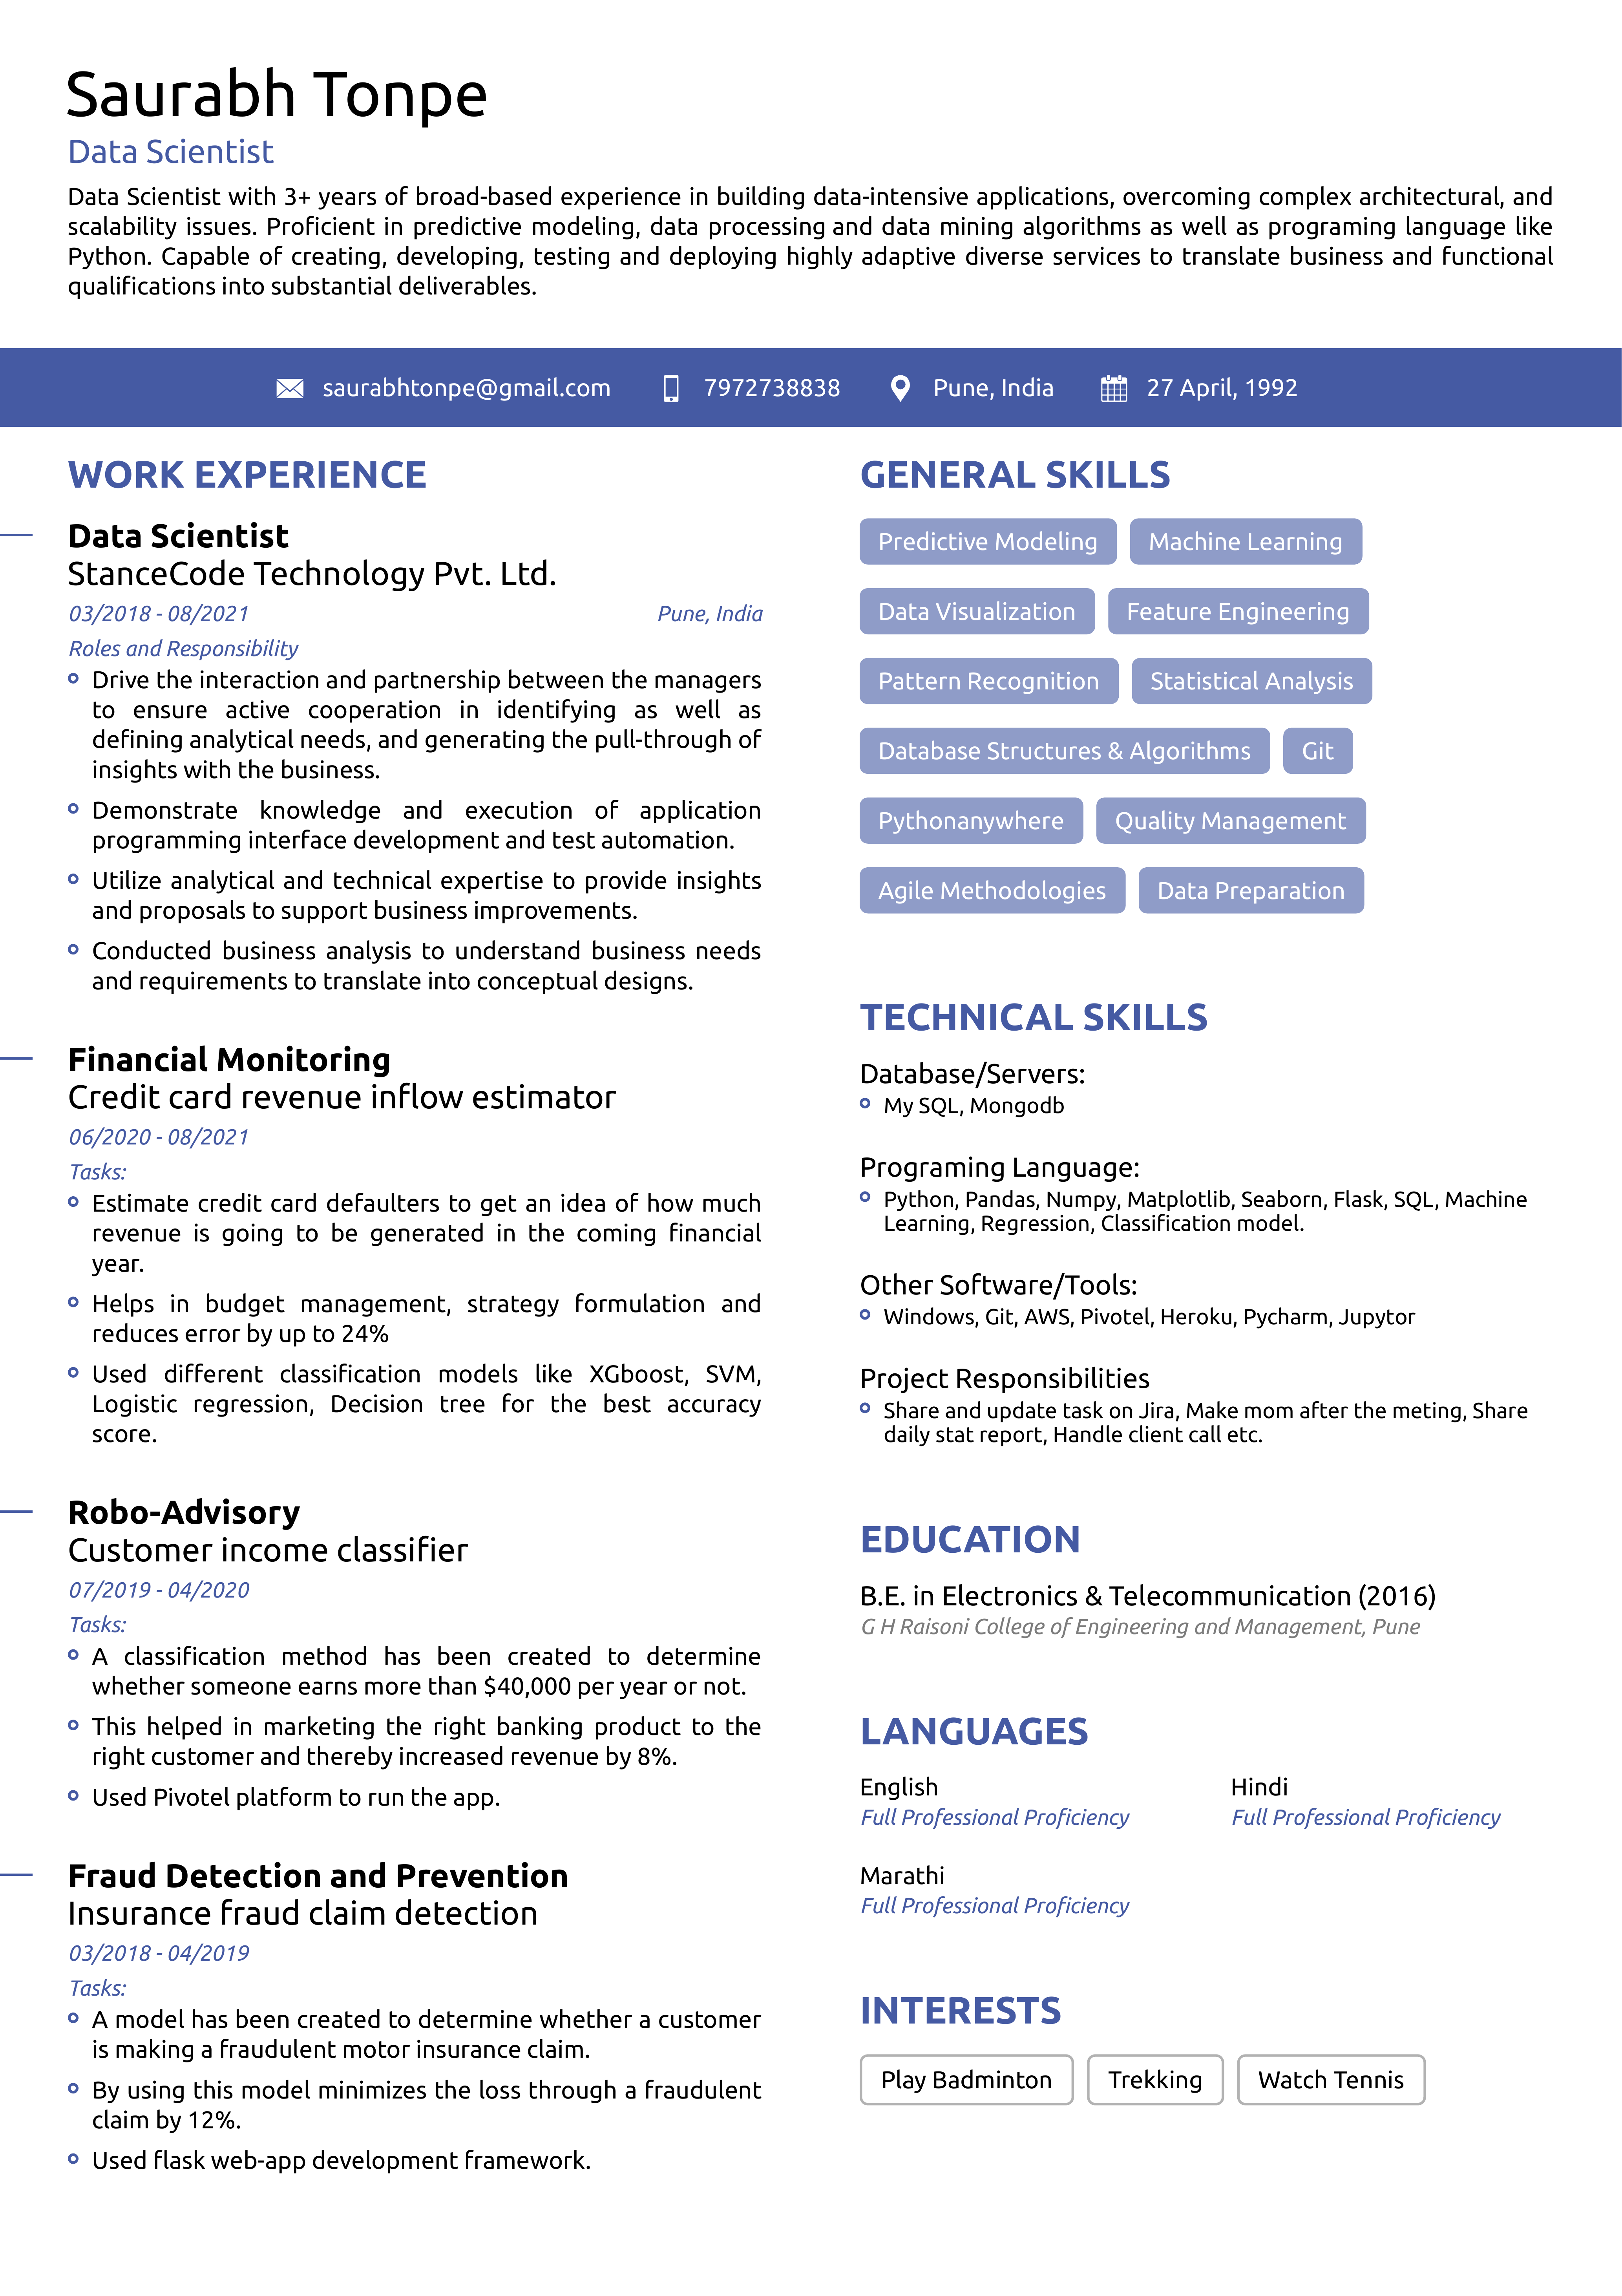 Saurabh Tonpe
Data Scientist
Data Scientist with 3+ years of broad-based experience in building data-intensive applications, overcoming complex architectural, and
scalability issues. Proficient in predictive modeling, data processing and data mining algorithms as well as programing language like
Python. Capable of creating, developing, testing and deploying highly adaptive diverse services to translate business and functional
qualifications into substantial deliverables.
saurabhtonpe@gmail.com 7972738838 Pune, India 27 April, 1992
WORK EXPERIENCE
Data Scientist
StanceCode Technology Pvt. Ltd.
03/2018 - 08/2021 Pune, India
Roles and Responsibility
Drive the interaction and partnership between the managers
to ensure active cooperation in identifying as well as
defining analytical needs, and generating the pull-through of
insights with the business.
Demonstrate knowledge and execution of application
programming interface development and test automation.
Utilize analytical and technical expertise to provide insights
and proposals to support business improvements.
Conducted business analysis to understand business needs
and requirements to translate into conceptual designs.
Financial Monitoring
Credit card revenue inflow estimator
06/2020 - 08/2021
Tasks:
Estimate credit card defaulters to get an idea of how much
revenue is going to be generated in the coming financial
year.
Helps in budget management, strategy formulation and
reduces error by up to 24%
Used different classification models like XGboost, SVM,
Logistic regression, Decision tree for the best accuracy
score.
Robo-Advisory
Customer income classifier
07/2019 - 04/2020
Tasks:
A classification method has been created to determine
whether someone earns more than $40,000 per year or not.
This helped in marketing the right banking product to the
right customer and thereby increased revenue by 8%.
Used Pivotel platform to run the app.
Fraud Detection and Prevention
Insurance fraud claim detection
03/2018 - 04/2019
Tasks:
A model has been created to determine whether a customer
is making a fraudulent motor insurance claim.
By using this model minimizes the loss through a fraudulent
claim by 12%.
Used flask web-app development framework.
GENERAL SKILLS
Predictive Modeling Machine Learning
Data Visualization Feature Engineering
Pattern Recognition Statistical Analysis
Database Structures & Algorithms Git
Pythonanywhere Quality Management
Agile Methodologies Data Preparation
TECHNICAL SKILLS
Database/Servers:
My SQL, Mongodb
Programing Language:
Python, Pandas, Numpy, Matplotlib, Seaborn, Flask, SQL, Machine
Learning, Regression, Classification model.
Other Software/Tools:
Windows, Git, AWS, Pivotel, Heroku, Pycharm, Jupytor
Project Responsibilities
Share and update task on Jira, Make mom after the meting, Share
daily stat report, Handle client call etc.
EDUCATION
B.E. in Electronics & Telecommunication (2016)
G H Raisoni College of Engineering and Management, Pune
LANGUAGES
English Hindi
Full Professional Proficiency Full Professional Proficiency
Marathi
Full Professional Proficiency
INTERESTS
Play Badminton Trekking Watch Tennis